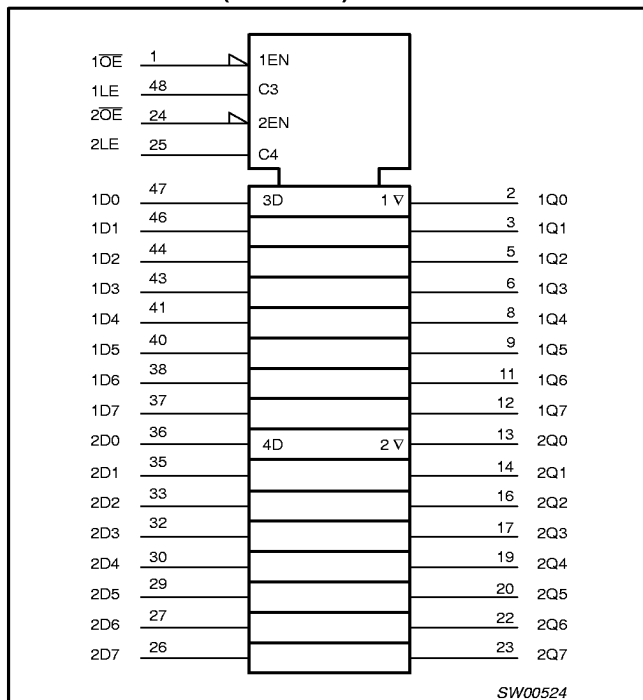 1O̅E̅ 1 1EN
1LE 48 C3
2O̅E̅ 24 2EN
2LE 25 C4
1D0 47 3D 1 ∇ 2 1Q0
1D1 46 3 1Q1
1D2 44 5 1Q2
1D3 43 6 1Q3
1D4 41 8 1Q4
1D5 40 9 1Q5
1D6 38 11 1Q6
1D7 37 12 1Q7
2D0 36 4D 2 ∇ 13 2Q0
2D1 35 14 2Q1
2D2 33 16 2Q2
2D3 32 17 2Q3
2D4 30 19 2Q4
2D5 29 20 2Q5
2D6 27 22 2Q6
2D7 26 23 2Q7
SW00524